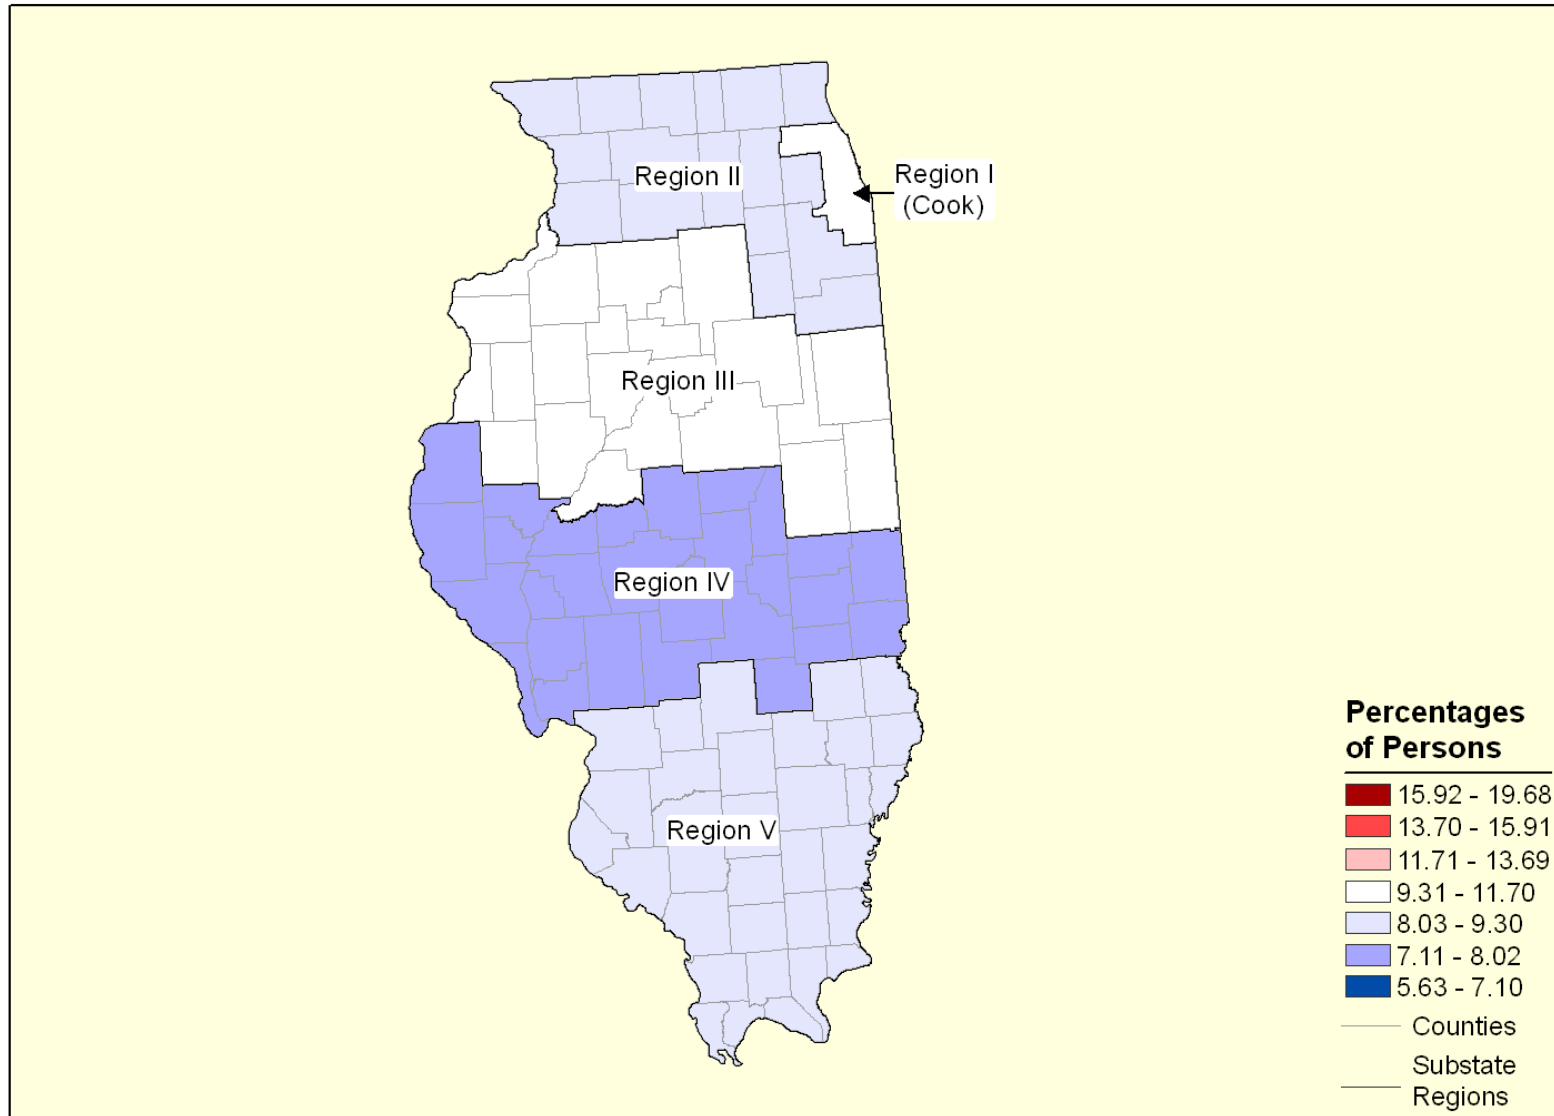 Region II
Region I
(Cook)
Region III
Region IV
Region V
Percentages
of Persons
15.92 - 19.68
13.70 - 15.91
11.71 - 13.69
9.31 - 11.70
8.03 - 9.30
7.11 - 8.02
5.63 - 7.10
Counties
Substate
Regions